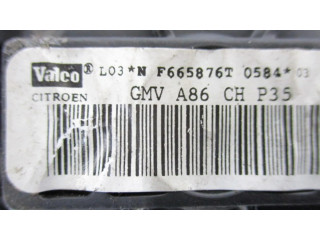 Valeo® L03*N F665876T 0584* 03
CITROEN GMV A86 CH P35